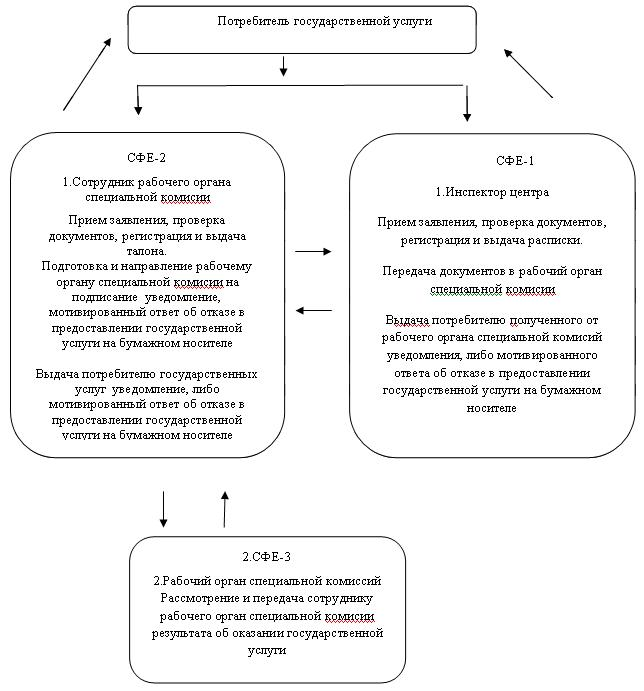 Потребитель государственной услуги
СФЕ-2
1.Сотрудник рабочего органа
специальной комисии
Прием заявления, проверка
документов, регистрация и выдача
талона.
Подготовка и направление рабочему
органу специальной комисии на
подписание уведомление,
мотивированный ответ об отказе в
предоставлении государственной
услуги на бумажном носителе
Выдача потребителю государственных
услуг уведомление, либо
мотивированный ответ об отказе в
предоставлении государственной
услуги на бумажном носителе
СФЕ-1
1.Инспектор центра
Прием заявления, проверка документов,
регистрация и выдача расписки.
Передача документов в рабочий орган
специальной комисии
Выдача потребителю полученного от
рабочего органа специальной комисий
уведомления, либо мотивированного
ответа об отказе в предоставлении
государственной услуги на бумажном
носителе
2.СФЕ-3
2.Рабочий орган специальной комиссий
Рассмотрение и передача сотруднику
рабочего орган специальной комисии
результата об оказании государственной
услуги